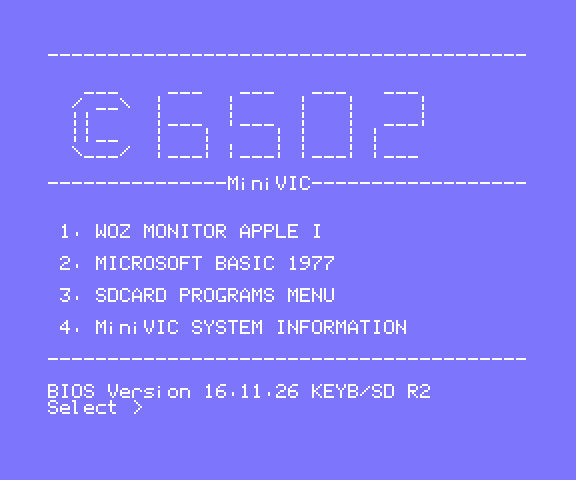 © 6502
MiniVIC
1. WOZ MONITOR APPLE I
2. MICROSOFT BASIC 1977
3. SDCARD PROGRAMS MENU
4. MiniVIC SYSTEM INFORMATION
BIOS Version 16.11.26 KEYB/SD R2
Select >